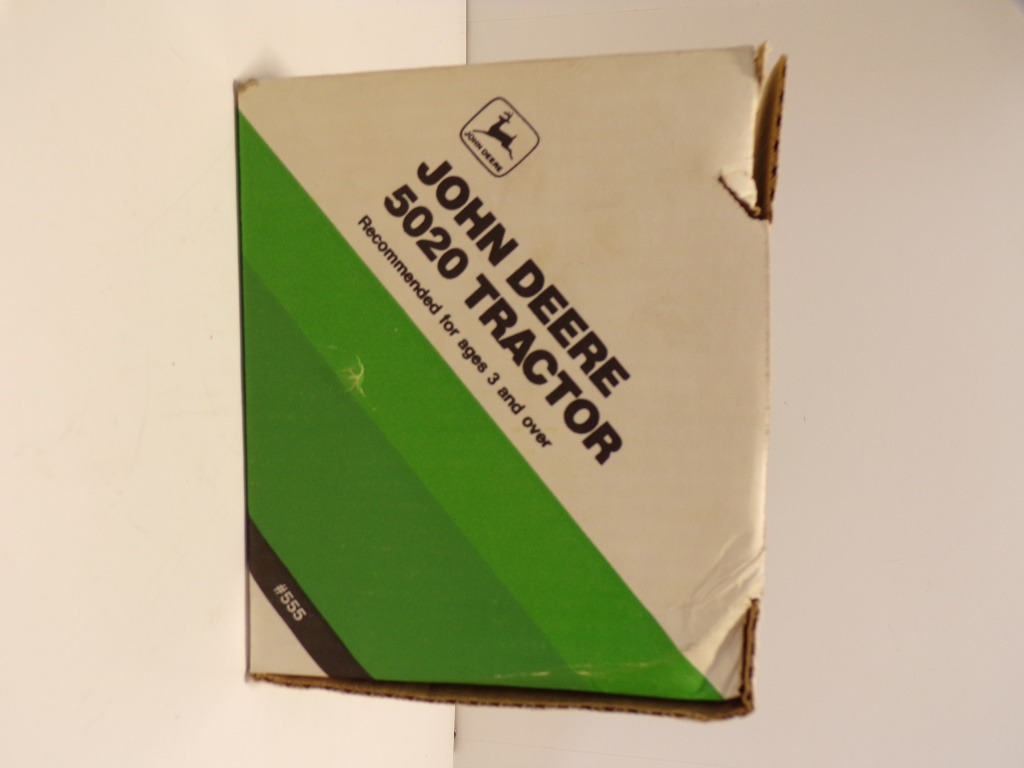 JOHN DEERE
JOHN DEERE
5020 TRACTOR
Recommended for ages 3 and over
#555